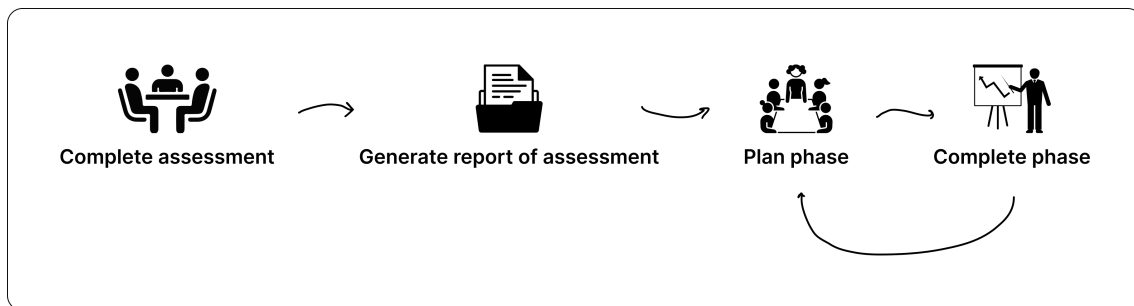 Complete assessment
Generate report of assessment
Plan phase
Complete phase